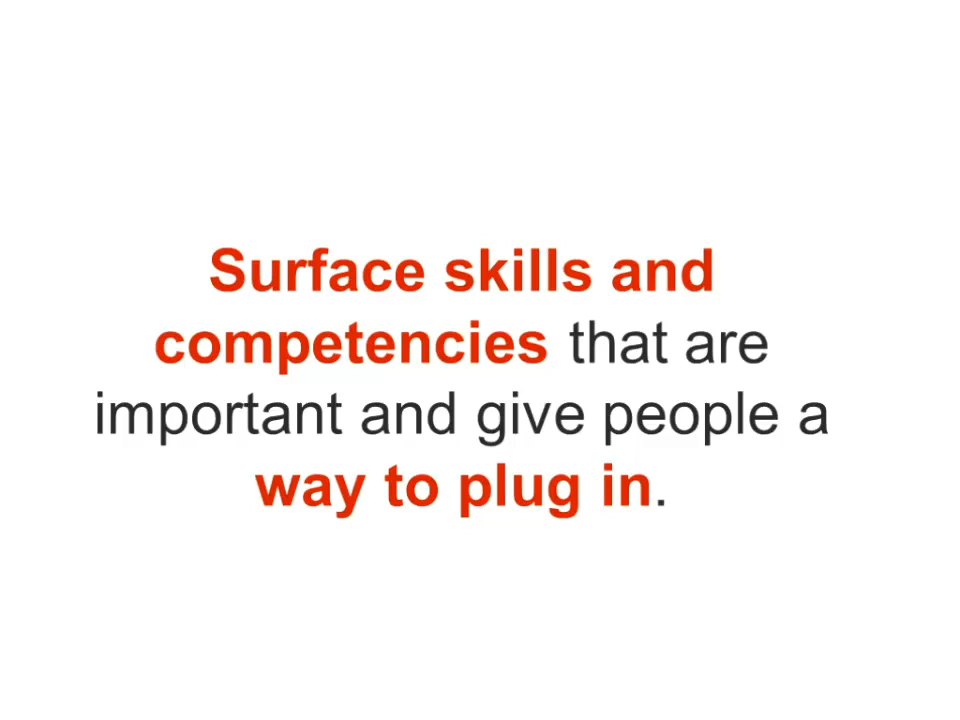 Surface skills and
competencies that are
important and give people a
way to plug in.